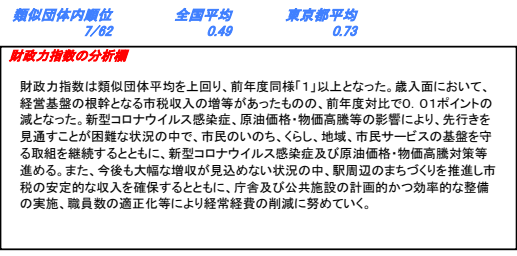 類似団体内順位 全国平均 東京都平均
7/62 0.49 0.73
財政力指数の分析欄
財政力指数は類似団体平均を上回り、前年度同様「1」以上となった。歳入面において、
経営基盤の根幹となる市税収入の増等があったものの、前年度対比で0．01ポイントの
減となった。新型コロナウイルス感染症、原油価格・物価高騰等の影響により、先行きを
見通すことが困難な状況の中で、市民のいのち、くらし、地域、市民サービスの基盤を守
る取組を継続するとともに、新型コロナウイルス感染症及び原油価格・物価高騰対策等
進める。また、今後も大幅な増収が見込めない状況の中、駅周辺のまちづくりを推進し市
税の安定的な収入を確保するとともに、庁舎及び公共施設の計画的かつ効率的な整備
の実施、職員数の適正化等により経常経費の削減に努めていく。